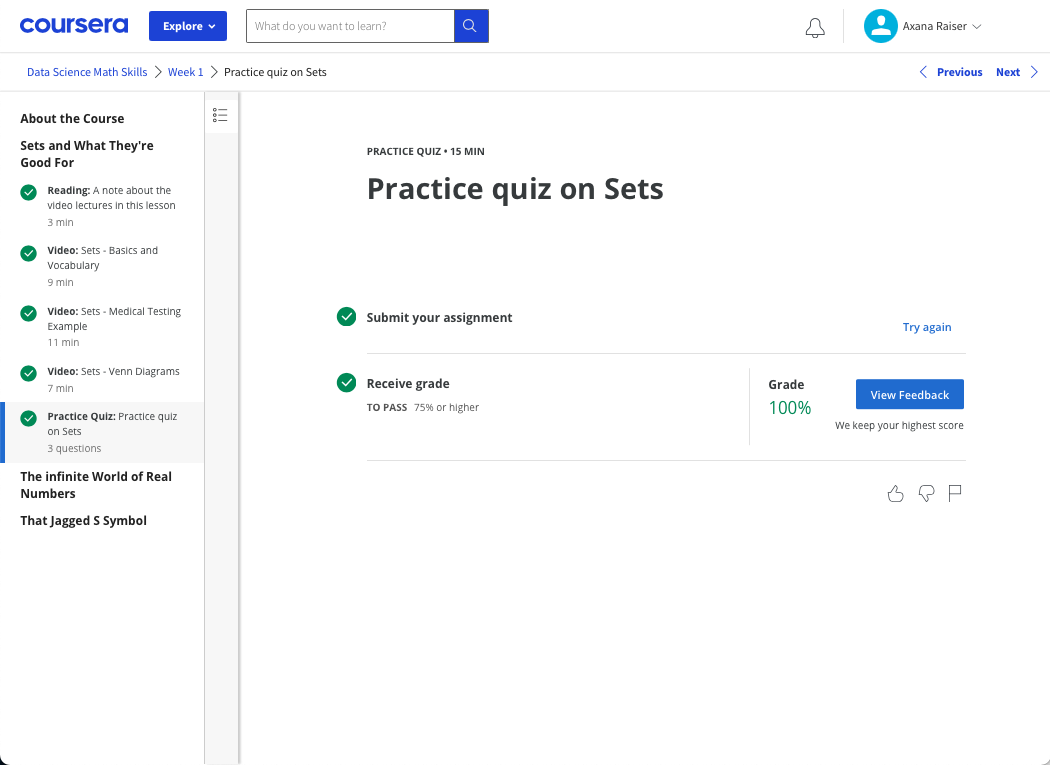 coursera
Explore
What do you want to learn?
Axana Raiser
Data Science Math Skills
Week 1
Practice quiz on Sets
Previous
Next
About the Course
Sets and What They're
Good For
Reading: A note about the
video lectures in this lesson
3 min
Video: Sets - Basics and
Vocabulary
9 min
Video: Sets - Medical Testing
Example
11 min
Video: Sets - Venn Diagrams
7 min
Practice Quiz: Practice quiz
on Sets
3 questions
The infinite World of Real
Numbers
That Jagged S Symbol
PRACTICE QUIZ • 15 MIN
Practice quiz on Sets
Submit your assignment
Try again
Receive grade
TO PASS 75% or higher
Grade
100%
View Feedback
We keep your highest score